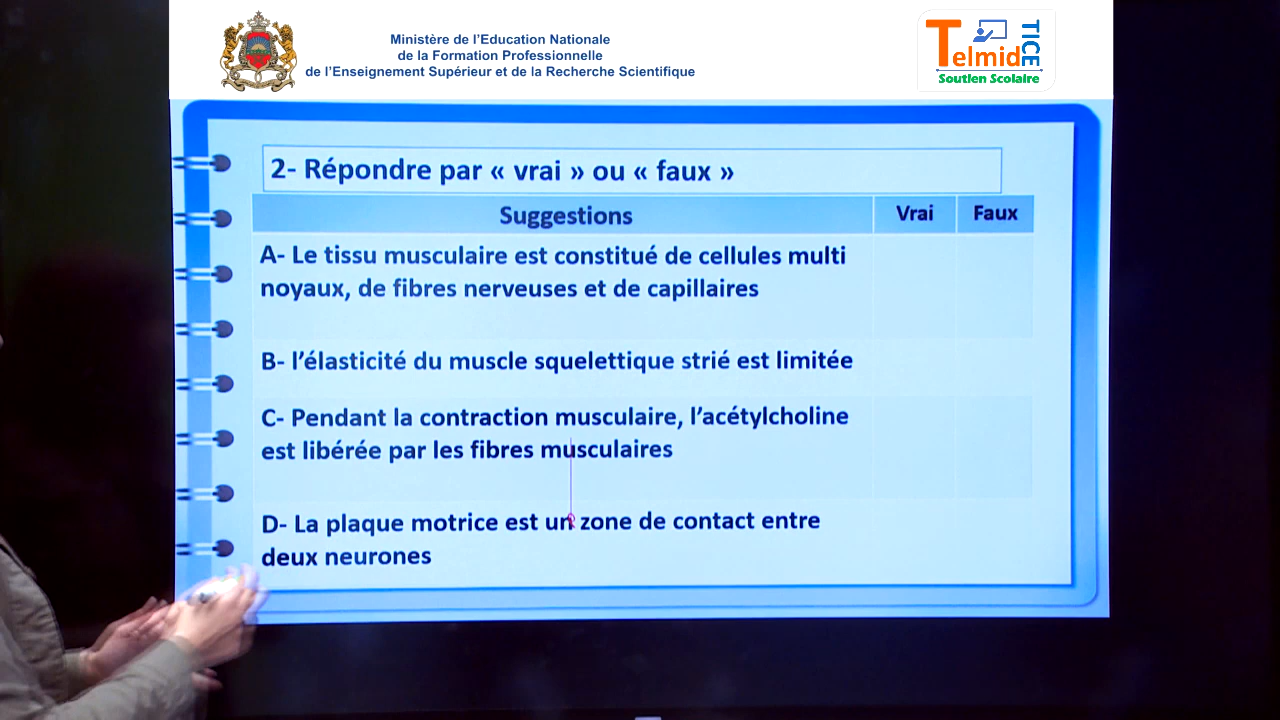 Ministère de l'Education Nationale
de la Formation Professionnelle
de l'Enseignement Supérieur et de la Recherche Scientifique
Telmid TICE
Soutien Scolaire
2- Répondre par « vrai » ou « faux »
Suggestions Vrai Faux
A- Le tissu musculaire est constitué de cellules multi
noyaux, de fibres nerveuses et de capillaires
B- l'élasticité du muscle squelettique strié est limitée
C- Pendant la contraction musculaire, l'acétylcholine
est libérée par les fibres musculaires
D- La plaque motrice est un zone de contact entre
deux neurones